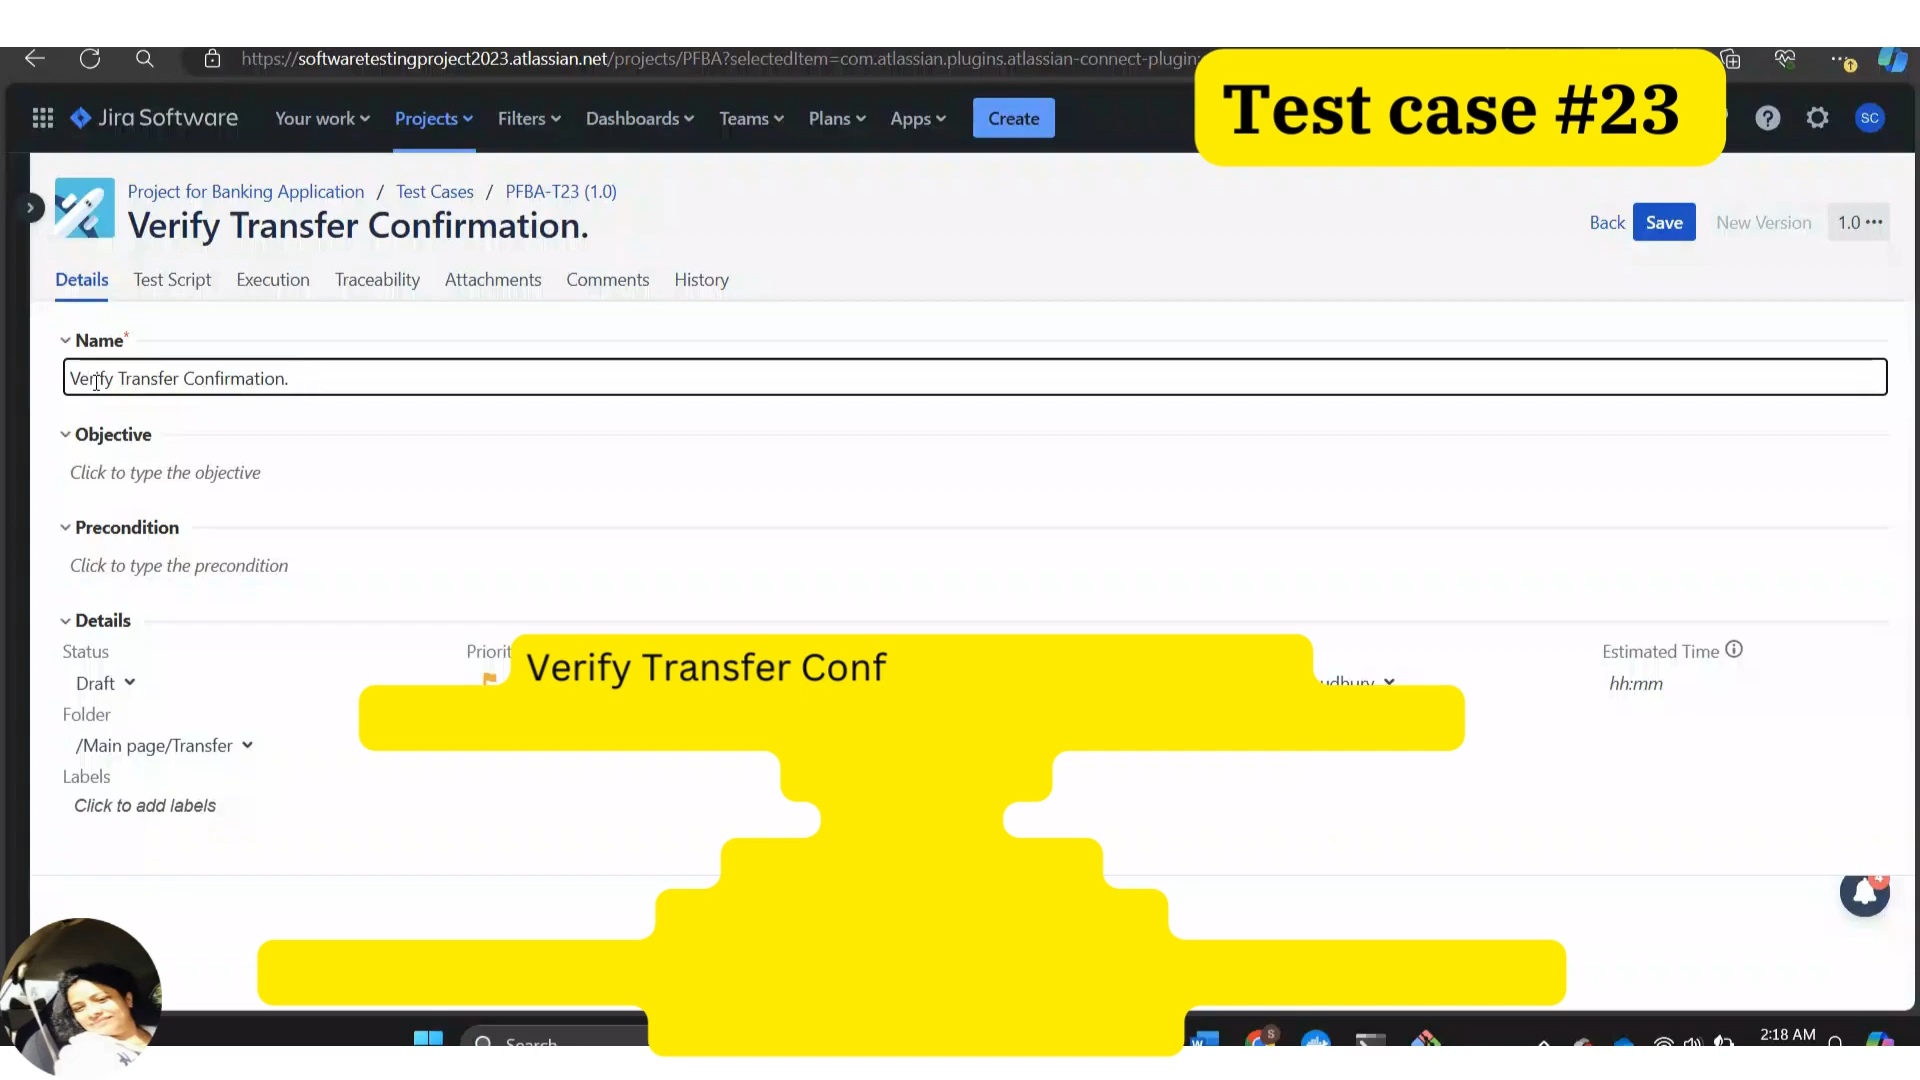 https://softwaretestingproject2023.atlassian.net/projects/PFBA?selectedItem=com.atlassian.plugins.atlassian-connect-plugin:
Test case #23
Jira Software
Your work
Projects
Filters
Dashboards
Teams
Plans
Apps
Create
SC
Project for Banking Application / Test Cases / PFBA-T23 (1.0)
Verify Transfer Confirmation.
Back
Save
New Version
1.0
Details
Test Script
Execution
Traceability
Attachments
Comments
History
Name*
Verify Transfer Confirmation.
Objective
Click to type the objective
Precondition
Click to type the precondition
Details
Status
Estimated Time
Draft
hh:mm
Verify Transfer Conf
Folder
/Main page/Transfer
Labels
Click to add labels
Search
2:18 AM